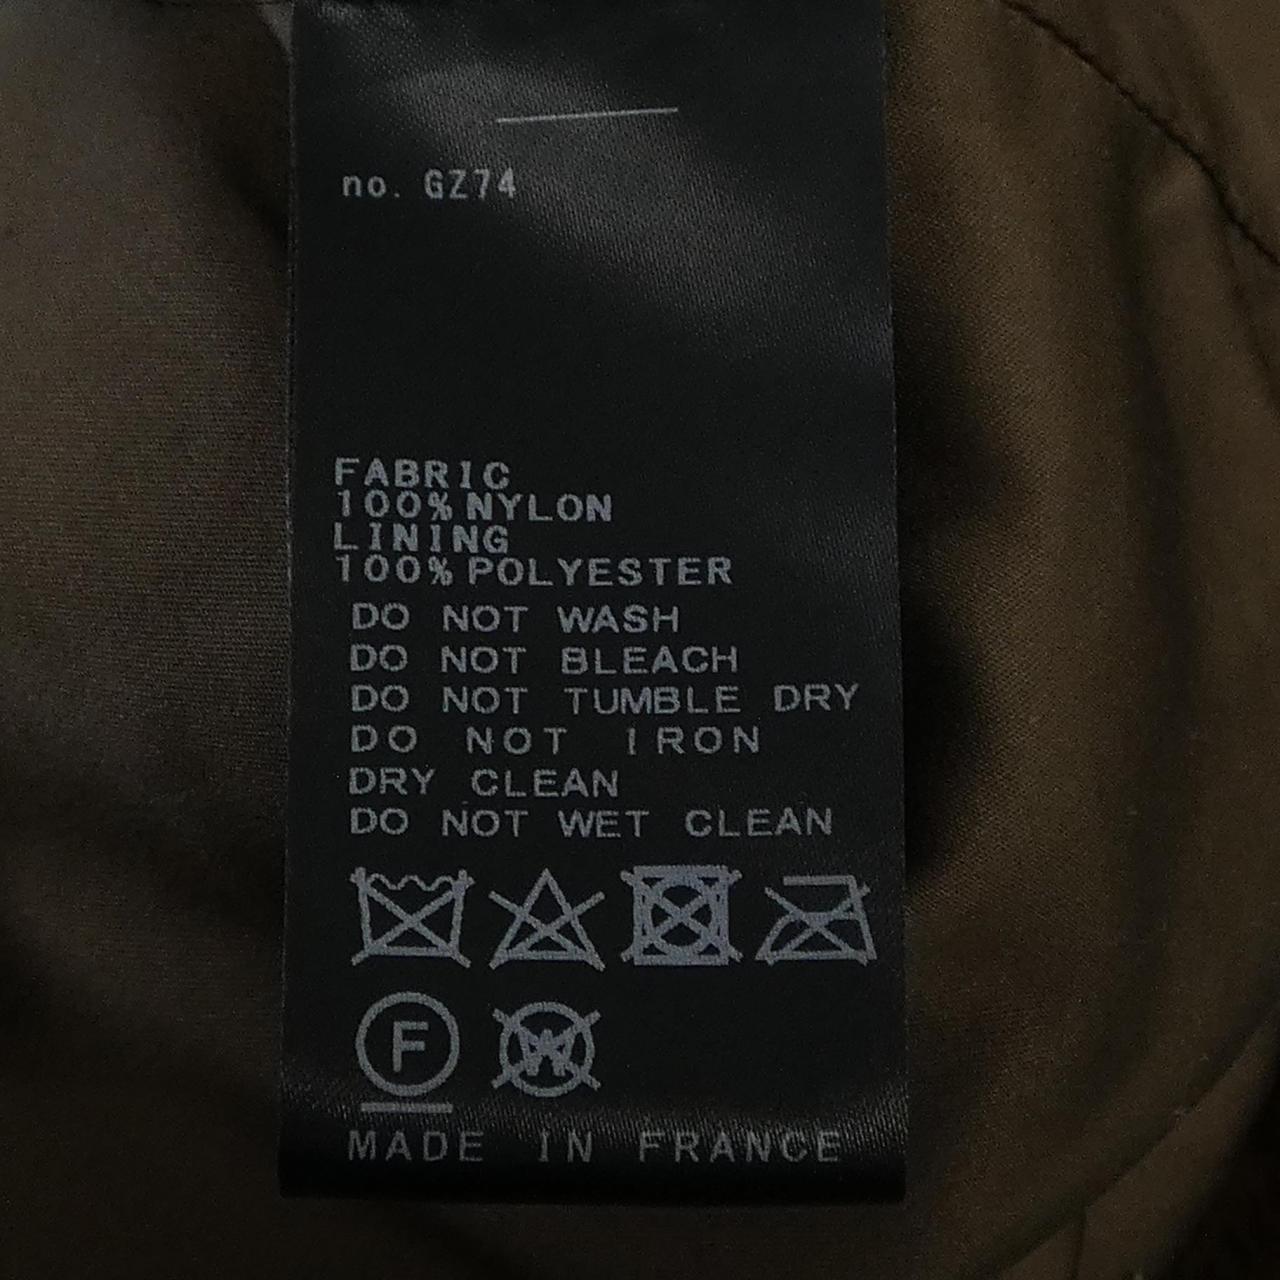 no. GZ74
FABRIC
100%NYLON
LINING
100%POLYESTER
DO NOT WASH
DO NOT BLEACH
DO NOT TUMBLE DRY
DO NOT IRON
DRY CLEAN
DO NOT WET CLEAN
F W
MADE IN FRANCE